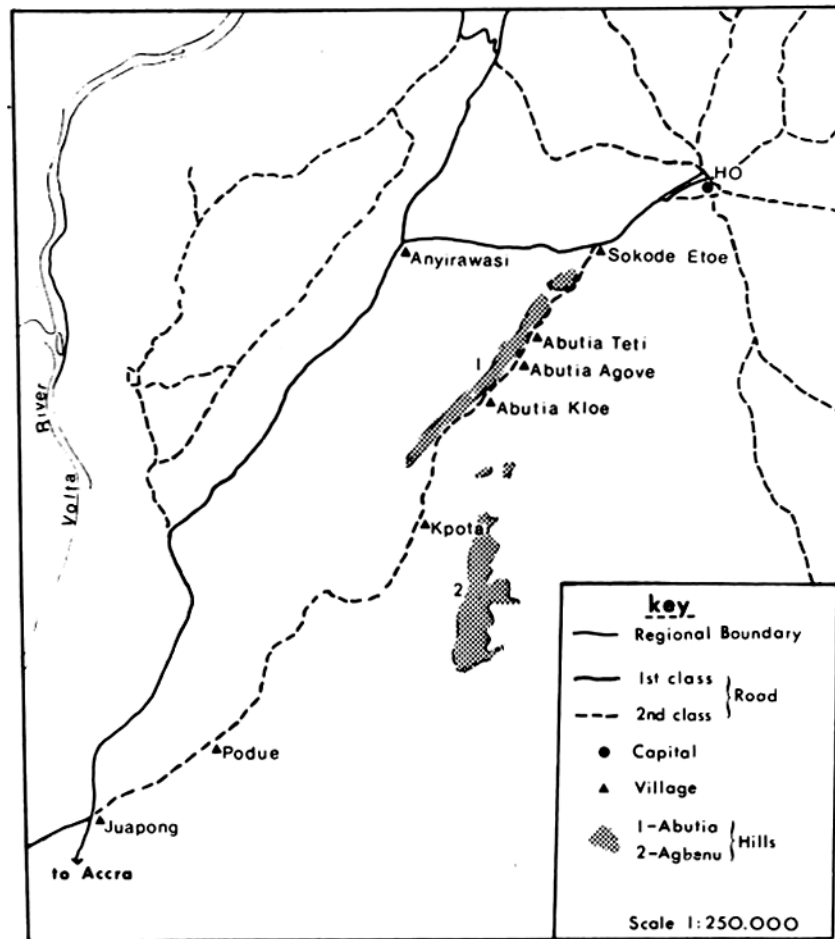 HO
Anyirawasi
Sokode Etoe
Abutia Teti
1
Abutia Agove
Abutia Kloe
River
Volta
Kpotai
2
Podue
Juapong
to Accra
key
Regional Boundary
1st class
Road
2nd class
Capital
Village
1-Abutia
Hills
2-Agbenu
Scale 1:250.000